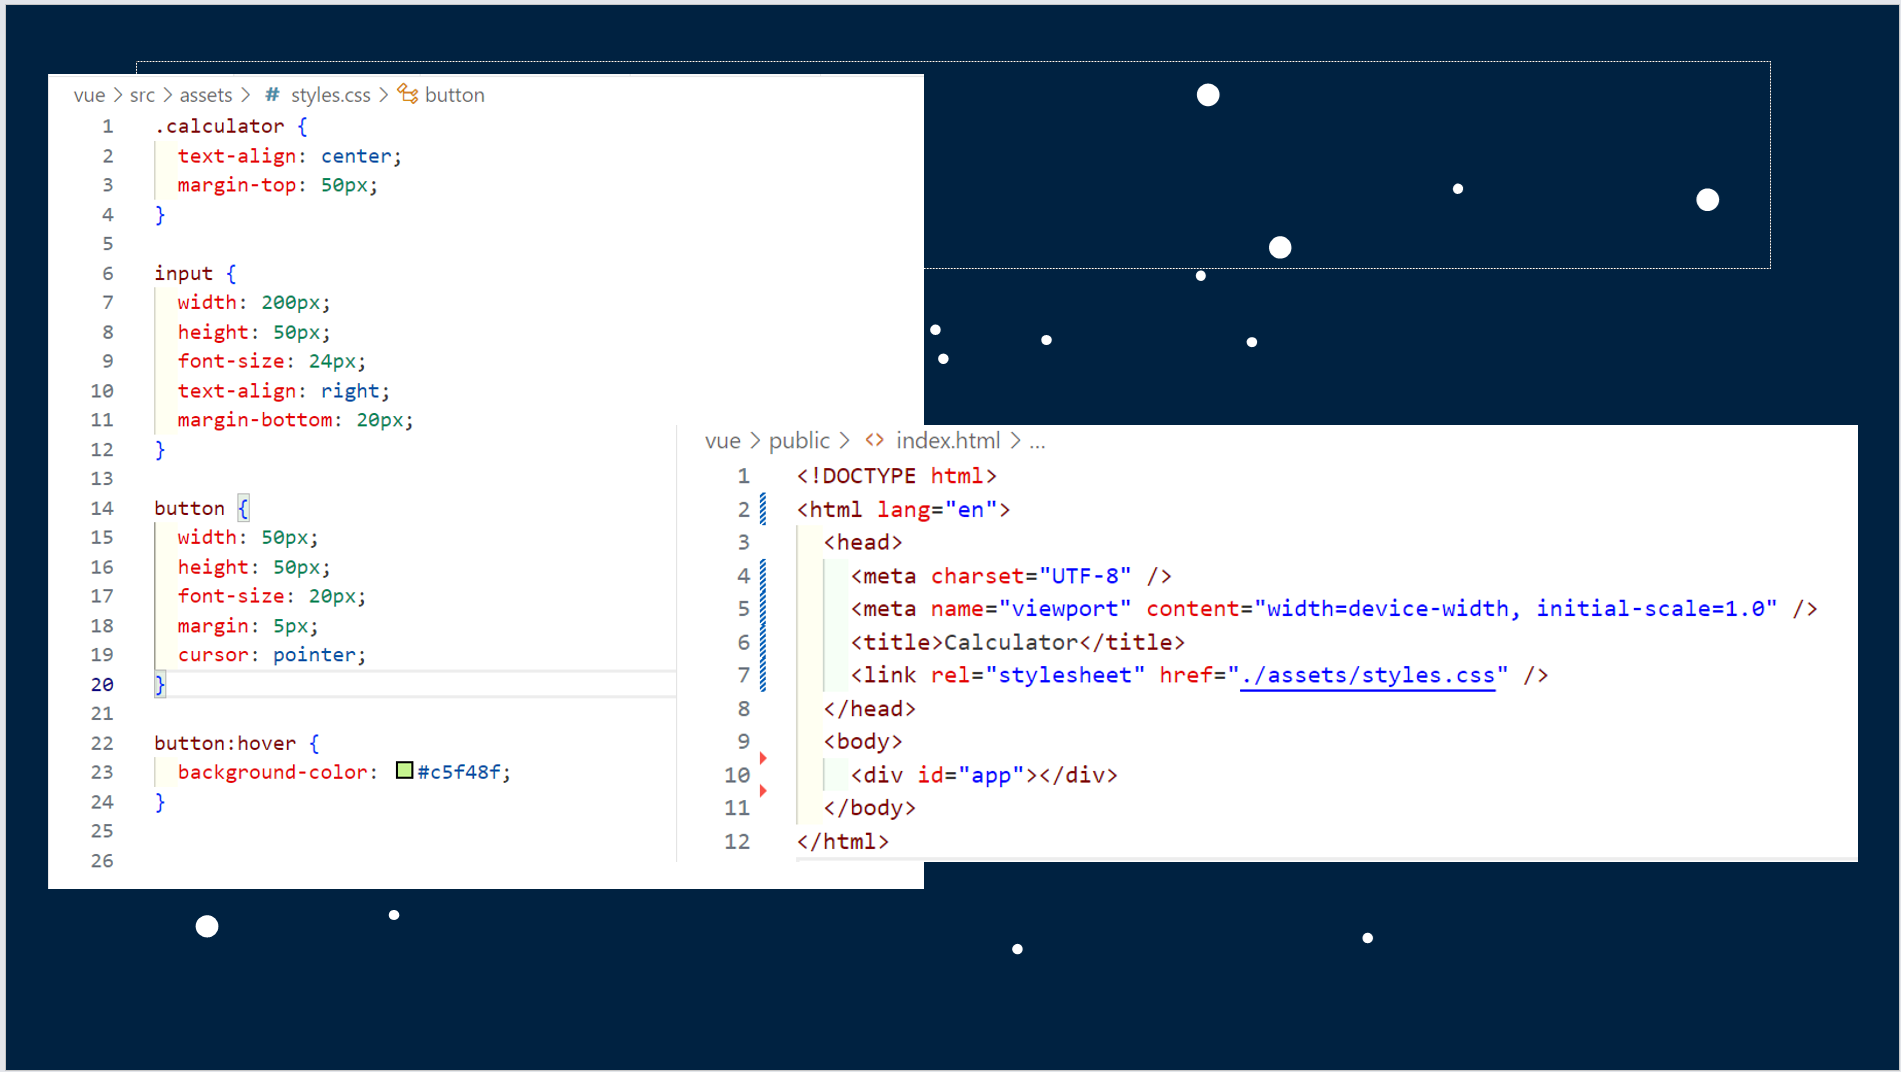 vue > src > assets > # styles.css > button
1 .calculator {
2 text-align: center;
3 margin-top: 50px;
4 }
5
6 input {
7 width: 200px;
8 height: 50px;
9 font-size: 24px;
10 text-align: right;
11 margin-bottom: 20px;
12 }
13
14 button {
15 width: 50px;
16 height: 50px;
17 font-size: 20px;
18 margin: 5px;
19 cursor: pointer;
20 }
21
22 button:hover {
23 background-color: #c5f48f;
24 }
25
26
vue > public > <> index.html > ...
1 <!DOCTYPE html>
2 <html lang="en">
3 <head>
4 <meta charset="UTF-8" />
5 <meta name="viewport" content="width=device-width, initial-scale=1.0" />
6 <title>Calculator</title>
7 <link rel="stylesheet" href="./assets/styles.css" />
8 </head>
9 <body>
10 <div id="app"></div>
11 </body>
12 </html>